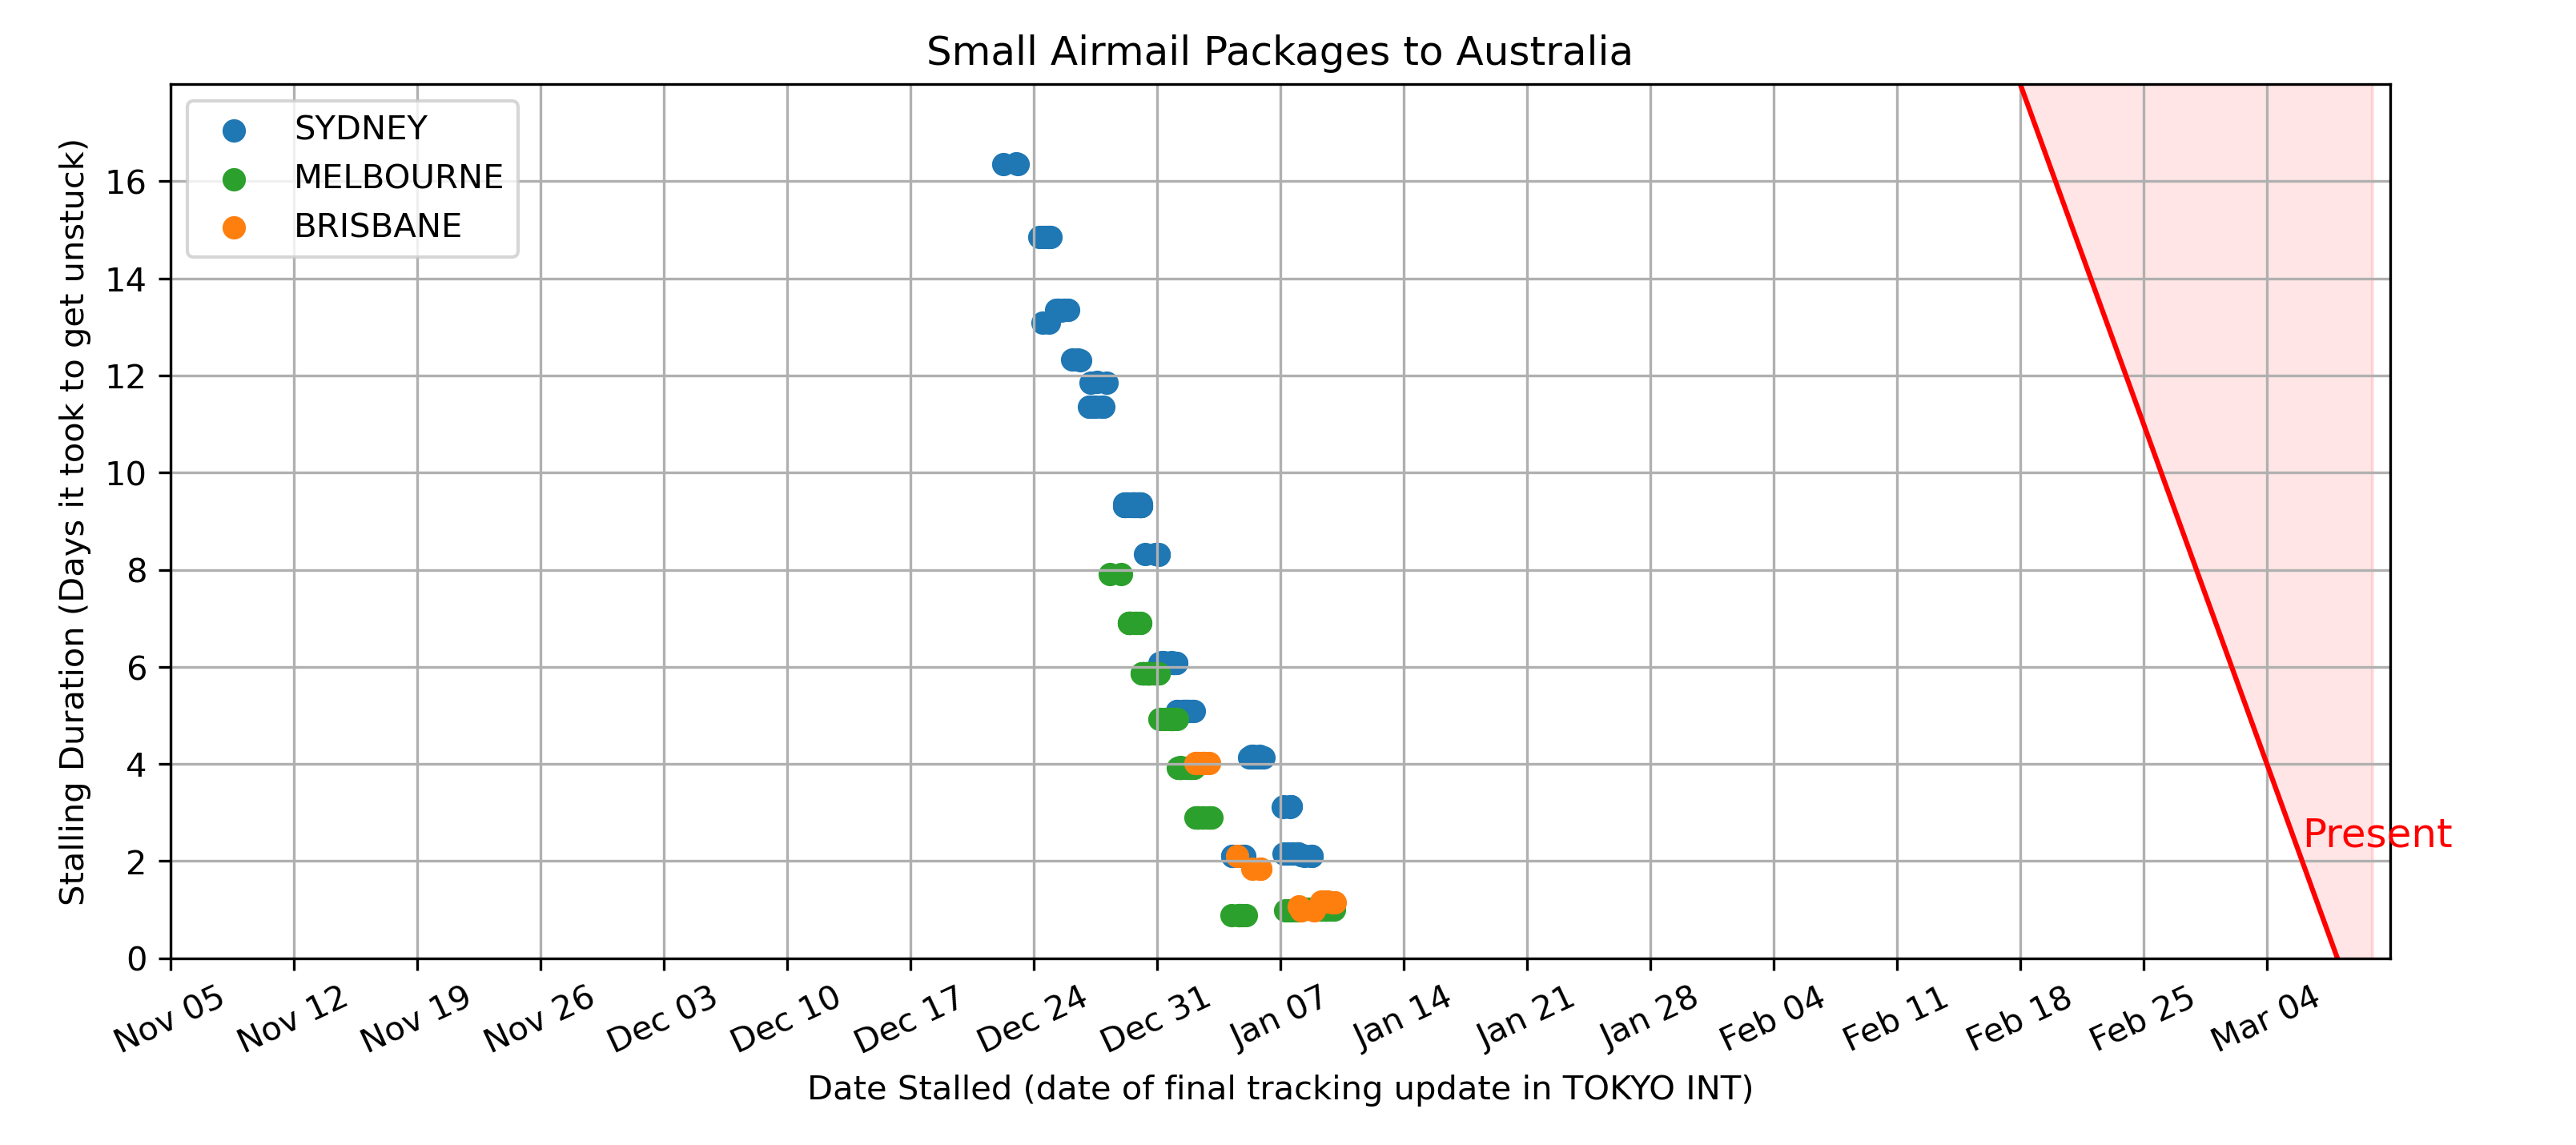 Small Airmail Packages to Australia
SYDNEY
MELBOURNE
BRISBANE
Stalling Duration (Days it took to get unstuck)
16
14
12
10
8
6
4
2
0
Present
Nov 05
Nov 12
Nov 19
Nov 26
Dec 03
Dec 10
Dec 17
Dec 24
Dec 31
Jan 07
Jan 14
Jan 21
Jan 28
Feb 04
Feb 11
Feb 18
Feb 25
Mar 04
Date Stalled (date of final tracking update in TOKYO INT)